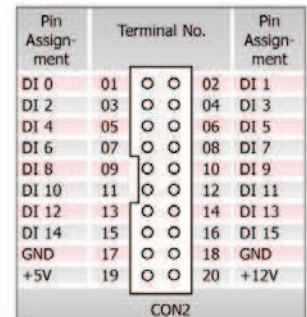 Pin Assign-ment Terminal No. Pin Assign-ment
DI 0 01 02 DI 1
DI 2 03 04 DI 3
DI 4 05 06 DI 5
DI 6 07 08 DI 7
DI 8 09 10 DI 9
DI 10 11 12 DI 11
DI 12 13 14 DI 13
DI 14 15 16 DI 15
GND 17 18 GND
+5V 19 20 +12V
CON2